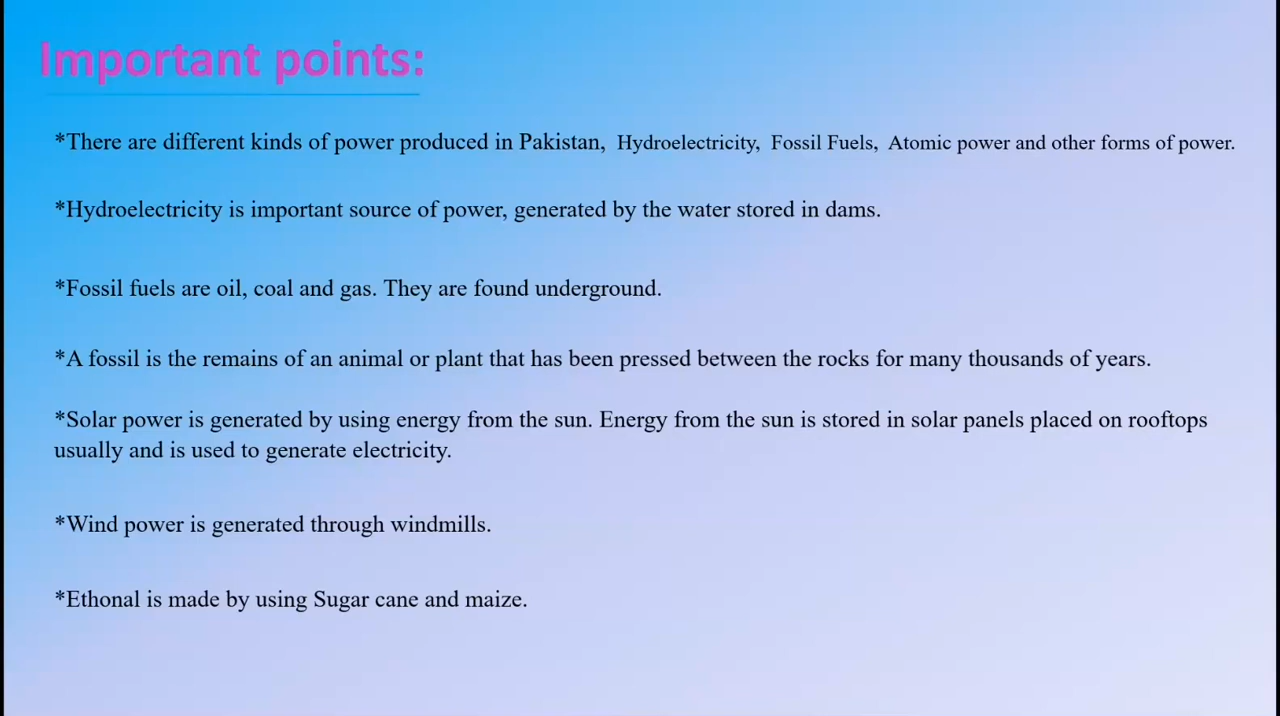 Important points:
*There are different kinds of power produced in Pakistan, Hydroelectricity, Fossil Fuels, Atomic power and other forms of power.
*Hydroelectricity is important source of power, generated by the water stored in dams.
*Fossil fuels are oil, coal and gas. They are found underground.
*A fossil is the remains of an animal or plant that has been pressed between the rocks for many thousands of years.
*Solar power is generated by using energy from the sun. Energy from the sun is stored in solar panels placed on rooftops
usually and is used to generate electricity.
*Wind power is generated through windmills.
*Ethonal is made by using Sugar cane and maize.